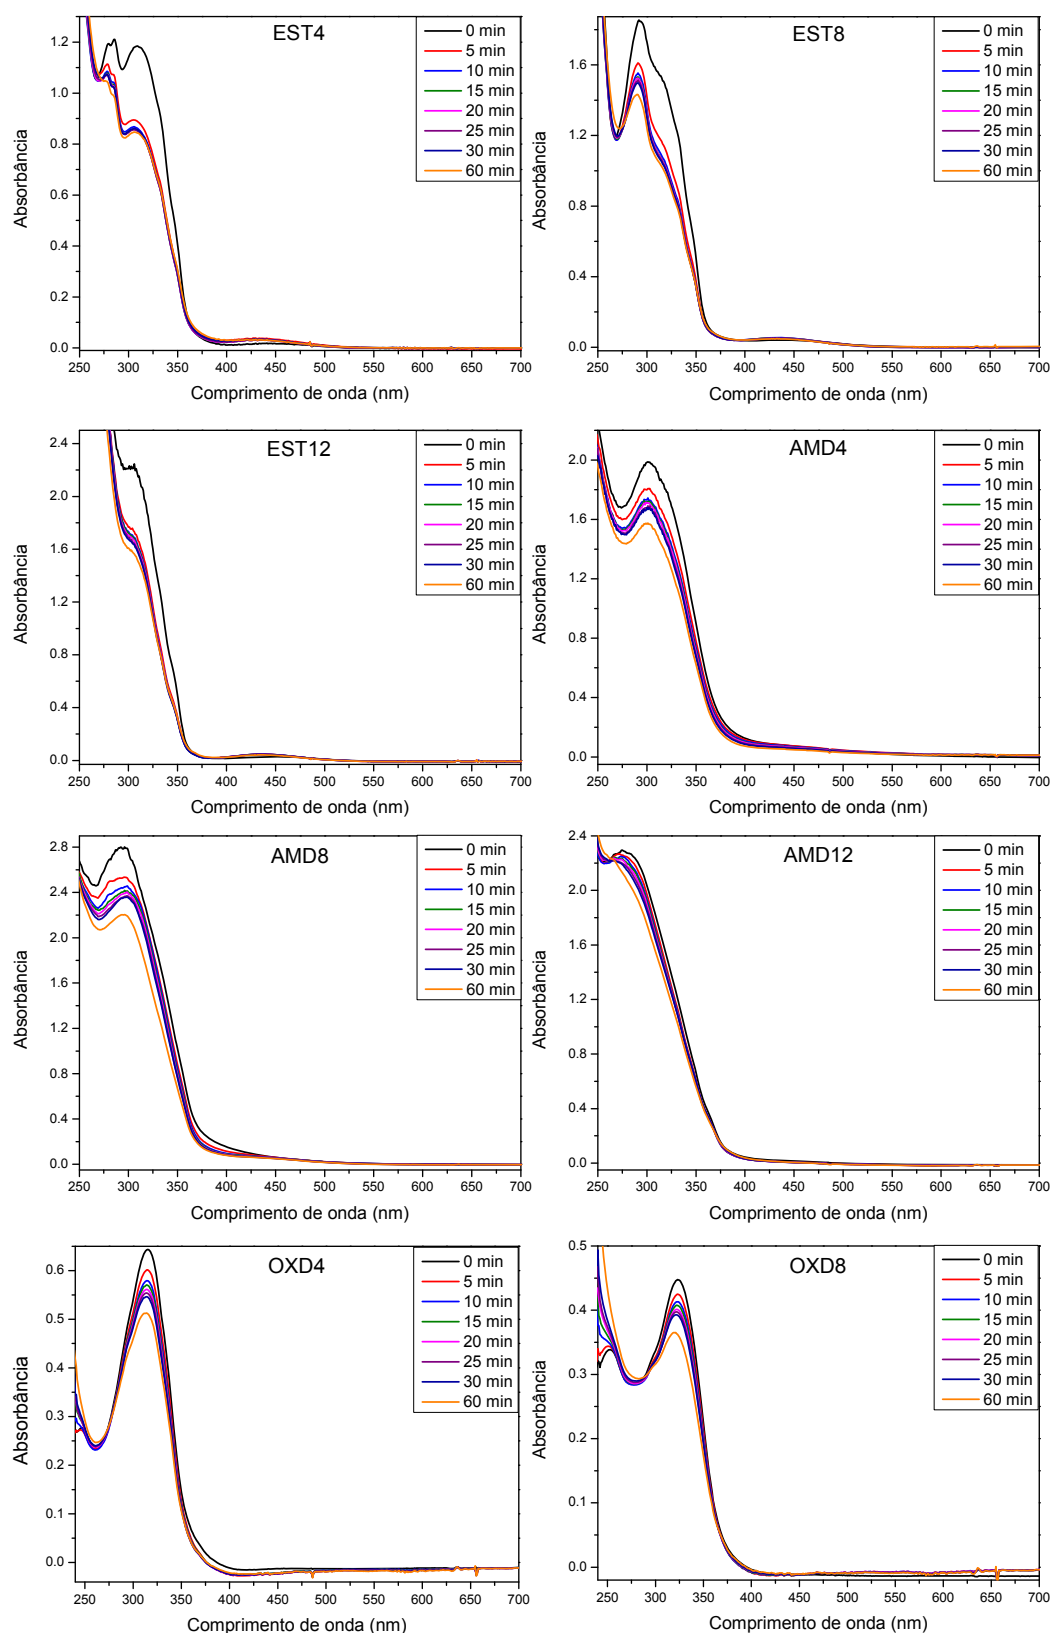 EST4
0 min
5 min
10 min
15 min
20 min
25 min
30 min
60 min
Absorbância
1.2
1.0
0.8
0.6
0.4
0.2
0.0
250 300 350 400 450 500 550 600 650 700
Comprimento de onda (nm)
EST8
0 min
5 min
10 min
15 min
20 min
25 min
30 min
60 min
Absorbância
1.6
1.2
0.8
0.4
0.0
250 300 350 400 450 500 550 600 650 700
Comprimento de onda (nm)
EST12
0 min
5 min
10 min
15 min
20 min
25 min
30 min
60 min
Absorbância
2.4
2.0
1.6
1.2
0.8
0.4
0.0
250 300 350 400 450 500 550 600 650 700
Comprimento de onda (nm)
AMD4
0 min
5 min
10 min
15 min
20 min
25 min
30 min
60 min
Absorbância
2.0
1.6
1.2
0.8
0.4
0.0
250 300 350 400 450 500 550 600 650 700
Comprimento de onda (nm)
AMD8
0 min
5 min
10 min
15 min
20 min
25 min
30 min
60 min
Absorbância
2.8
2.4
2.0
1.6
1.2
0.8
0.4
0.0
250 300 350 400 450 500 550 600 650 700
Comprimento de onda (nm)
AMD12
0 min
5 min
10 min
15 min
20 min
25 min
30 min
60 min
Absorbância
2.4
2.0
1.6
1.2
0.8
0.4
0.0
250 300 350 400 450 500 550 600 650 700
Comprimento de onda (nm)
OXD4
0 min
5 min
10 min
15 min
20 min
25 min
30 min
60 min
Absorbância
0.6
0.5
0.4
0.3
0.2
0.1
0.0
250 300 350 400 450 500 550 600 650 700
Comprimento de onda (nm)
OXD8
0 min
5 min
10 min
15 min
20 min
25 min
30 min
60 min
Absorbância
0.5
0.4
0.3
0.2
0.1
0.0
250 300 350 400 450 500 550 600 650 700
Comprimento de onda (nm)